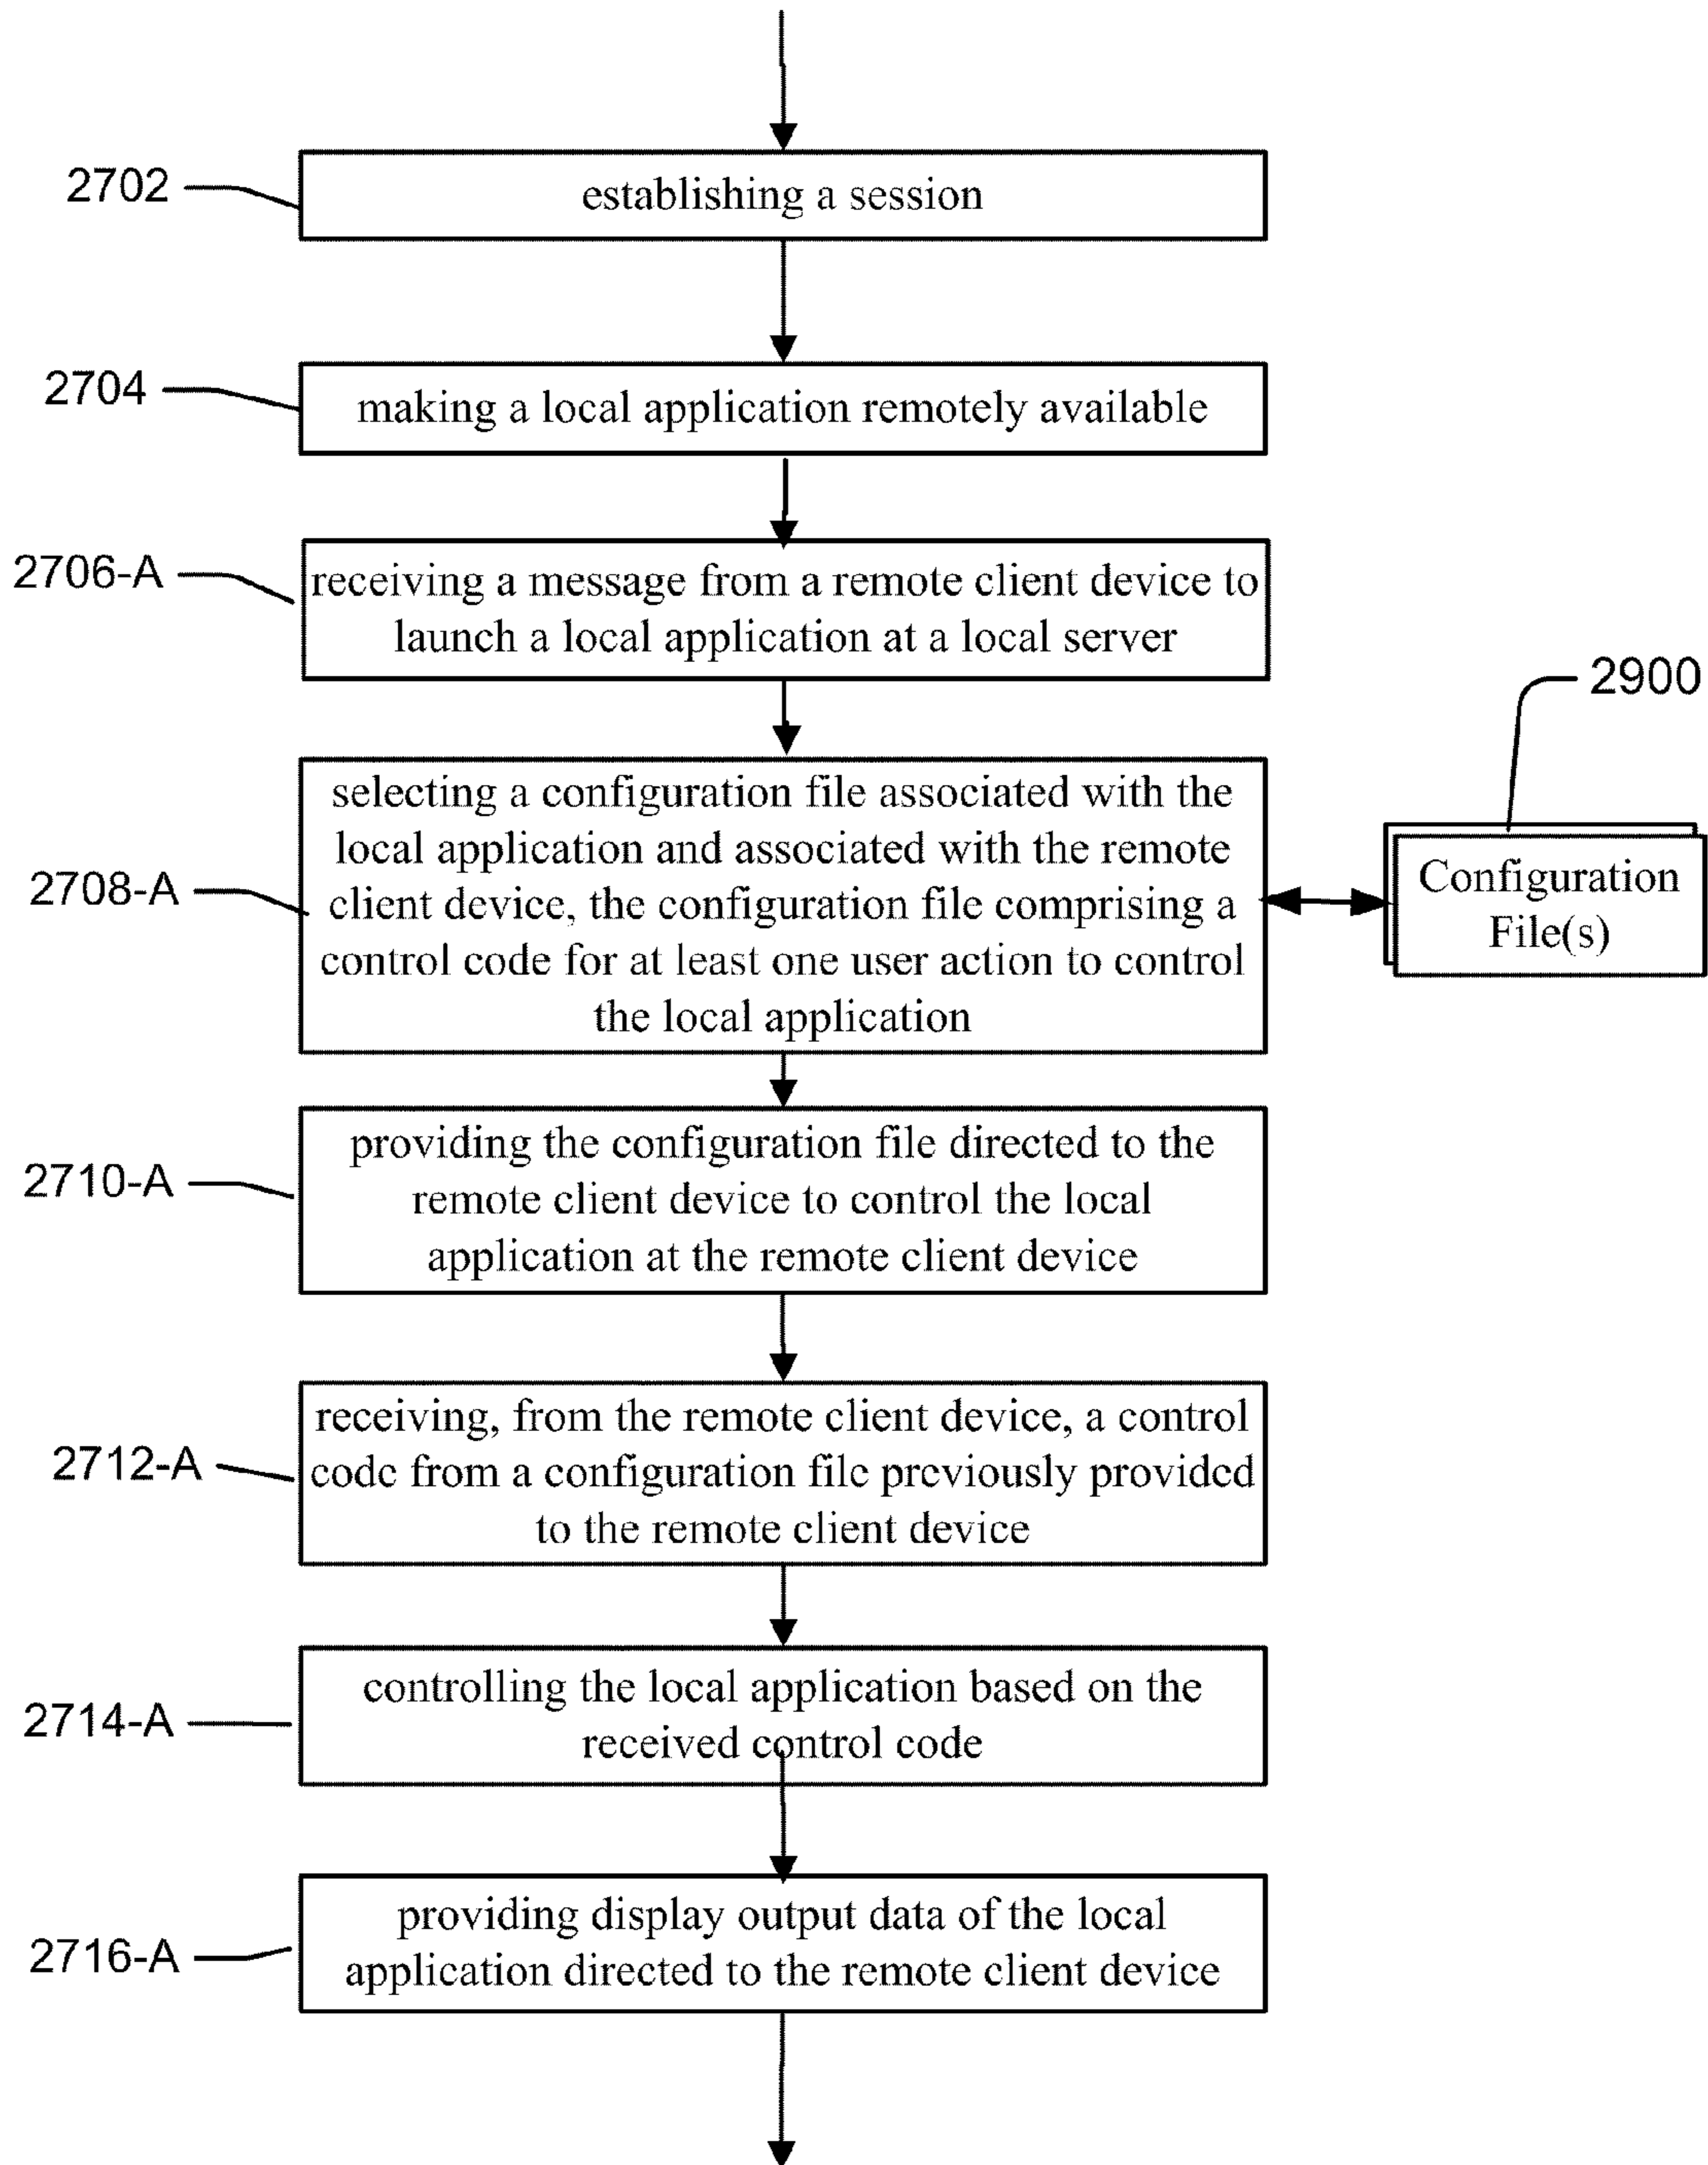 2702
establishing a session
2704
making a local application remotely available
2706-A
receiving a message from a remote client device to
launch a local application at a local server
2900
2708-A
selecting a configuration file associated with the
local application and associated with the remote
client device, the configuration file comprising a
control code for at least one user action to control
the local application
Configuration
File(s)
2710-A
providing the configuration file directed to the
remote client device to control the local
application at the remote client device
2712-A
receiving, from the remote client device, a control
code from a configuration file previously provided
to the remote client device
2714-A
controlling the local application based on the
received control code
2716-A
providing display output data of the local
application directed to the remote client device